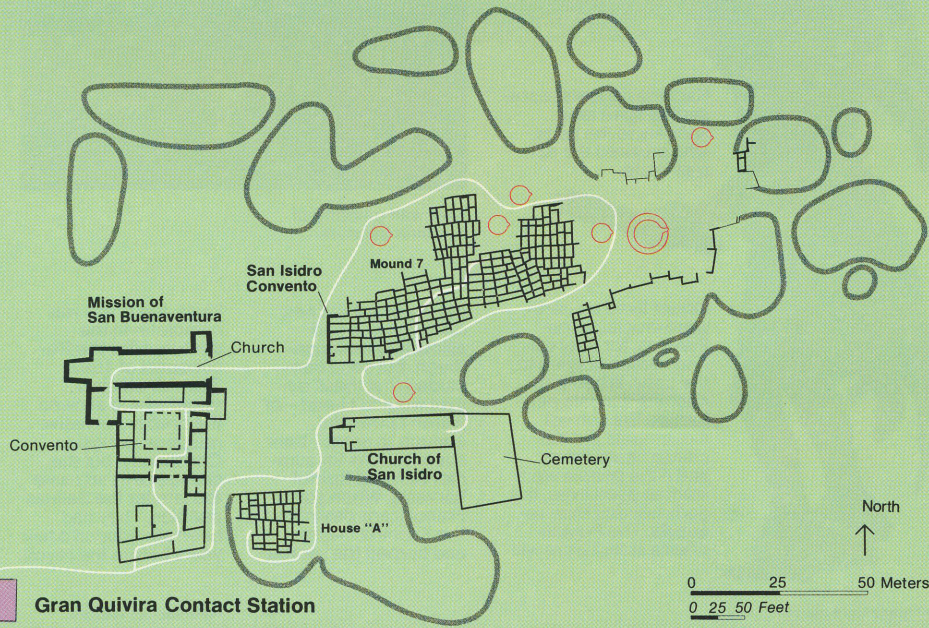 San Isidro
Convento
Mound 7
Mission of
San Buenaventura
Church
Convento
Church of
San Isidro
Cemetery
House "A"
North
0 25 50 Meters
0 25 50 Feet
Gran Quivira Contact Station